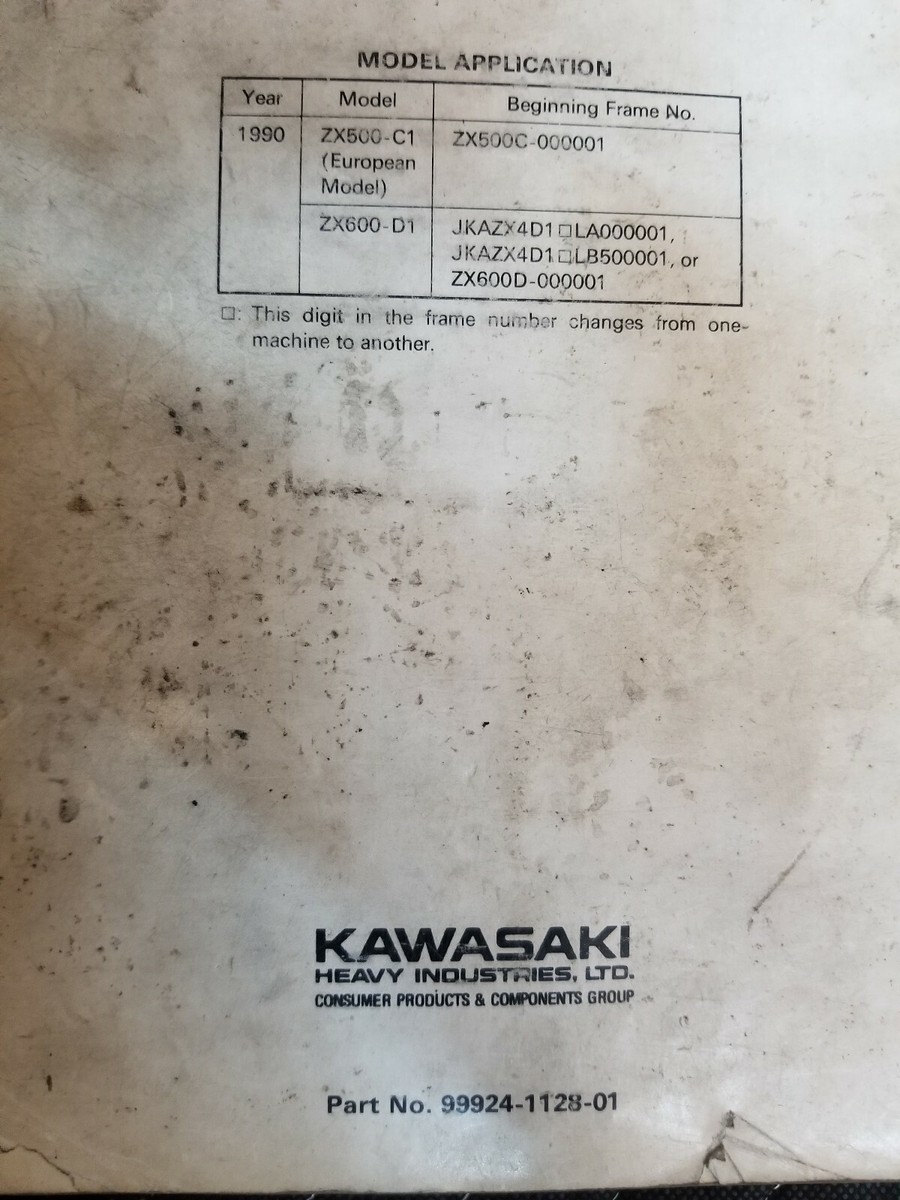 MODEL APPLICATION
Year Model Beginning Frame No.
1990 ZX500-C1 ZX500C-000001
(European
Model)
ZX600-D1 JKAZX4D1□LA000001,
JKAZX4D1□LB500001, or
ZX600D-000001
□: This digit in the frame number changes from one-
machine to another.
KAWASAKI
HEAVY INDUSTRIES, LTD.
CONSUMER PRODUCTS & COMPONENTS GROUP
Part No. 99924-1128-01